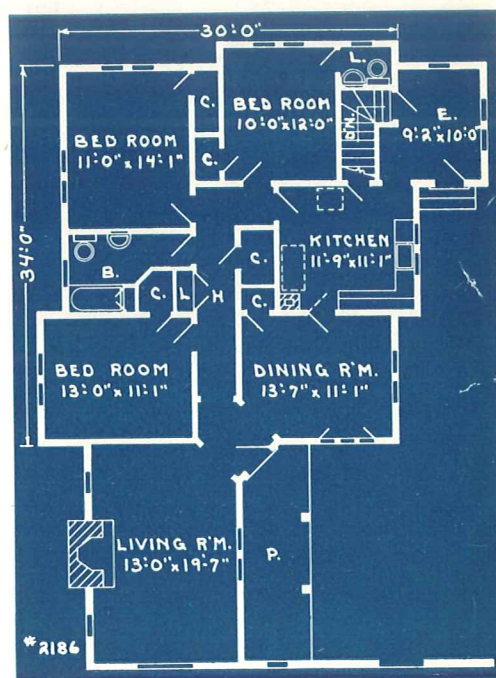 30'-0"
L.
C.
BED ROOM
10'-0" x 12'-0"
BED ROOM
11'-0" x 14'-1"
DN.
E.
9'-2" x 10'-0"
C.
34'-0"
KITCHEN
11'-9" x 11'-1"
B.
C.
C.
L
H
C.
BED ROOM
13'-0" x 11'-1"
DINING R'M.
13'-7" x 11'-1"
LIVING R'M.
13'-0" x 19'-7"
P.
#2186